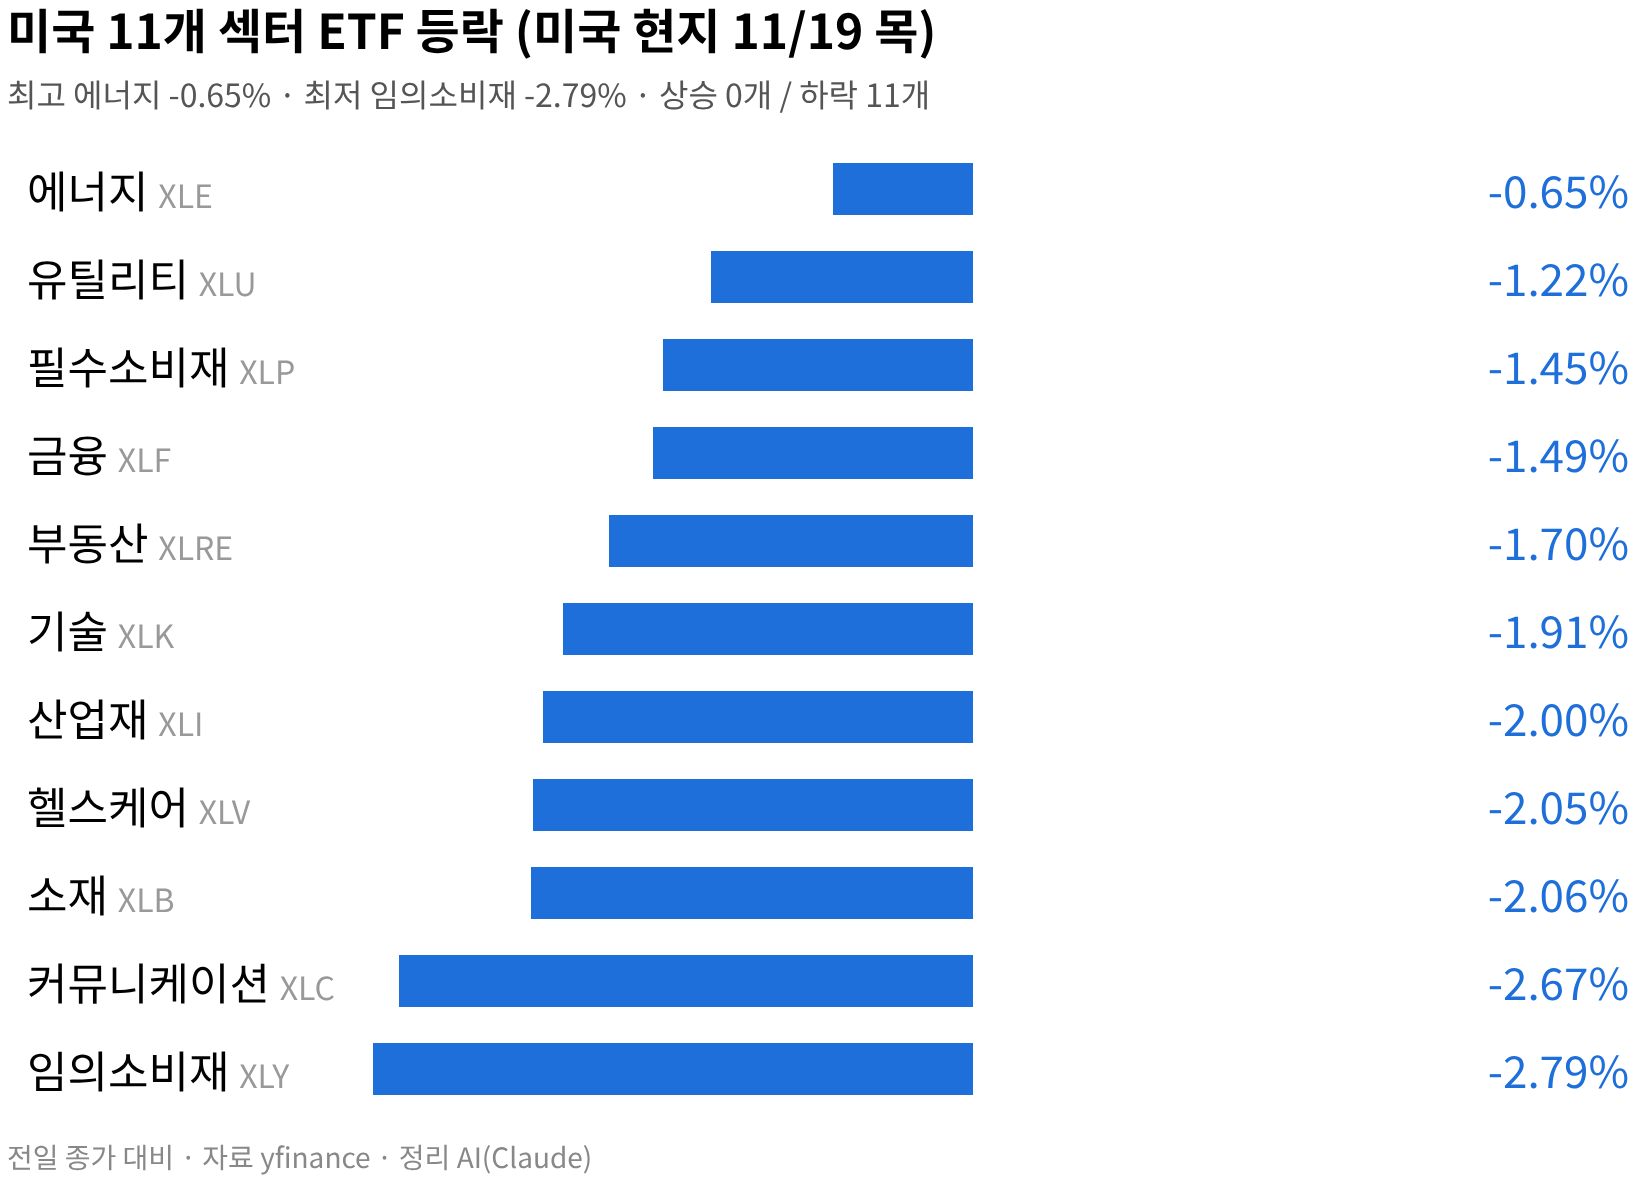 미국 11개 섹터 ETF 등락 (미국 현지 11/19 목)
최고 에너지 -0.65% · 최저 임의소비재 -2.79% · 상승 0개 / 하락 11개
에너지 XLE -0.65%
유틸리티 XLU -1.22%
필수소비재 XLP -1.45%
금융 XLF -1.49%
부동산 XLRE -1.70%
기술 XLK -1.91%
산업재 XLI -2.00%
헬스케어 XLV -2.05%
소재 XLB -2.06%
커뮤니케이션 XLC -2.67%
임의소비재 XLY -2.79%
전일 종가 대비 · 자료 yfinance · 정리 AI(Claude)